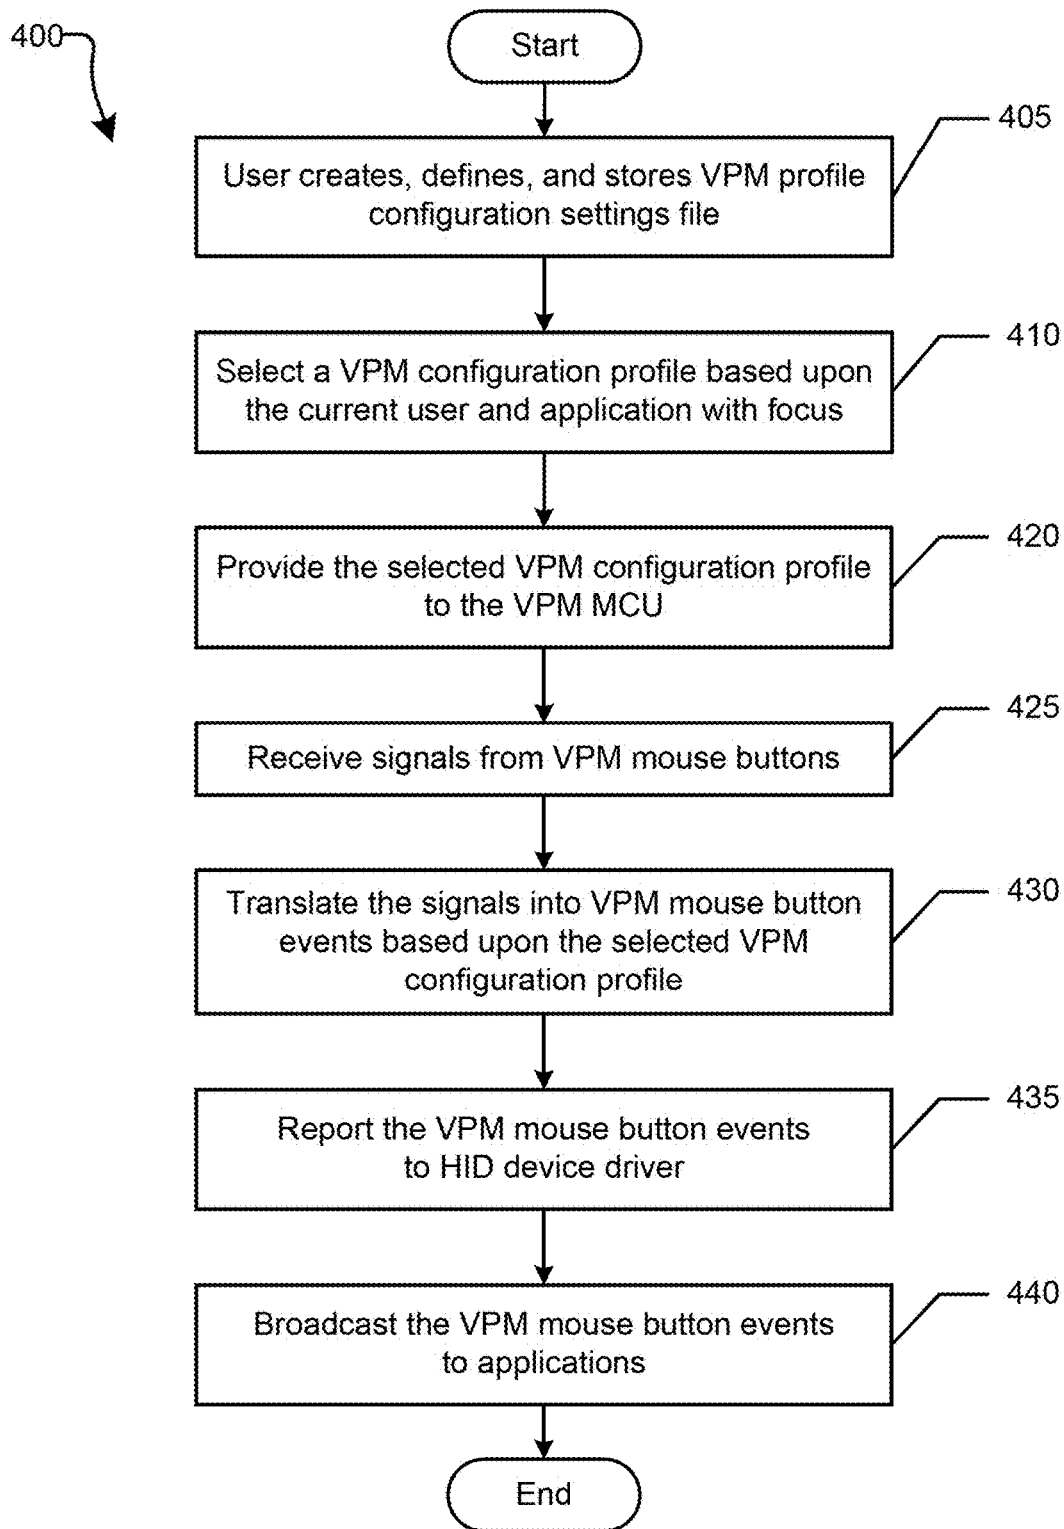 400
Start
405
User creates, defines, and stores VPM profile
configuration settings file
410
Select a VPM configuration profile based upon
the current user and application with focus
420
Provide the selected VPM configuration profile
to the VPM MCU
425
Receive signals from VPM mouse buttons
430
Translate the signals into VPM mouse button
events based upon the selected VPM
configuration profile
435
Report the VPM mouse button events
to HID device driver
440
Broadcast the VPM mouse button events
to applications
End